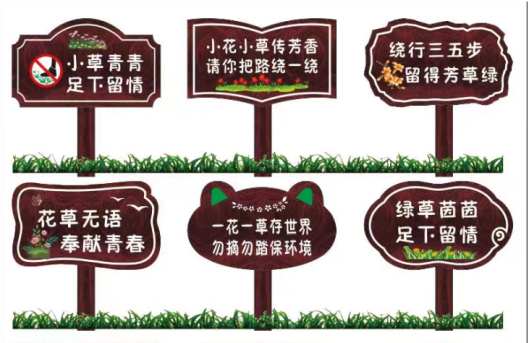 小草青青
足下留情
小花小草传芳香
请你把路绕一绕
绕行三五步
留得芳草绿
花草无语
奉献青春
一花一草存世界
勿摘勿踏保环境
绿草茵茵
足下留情